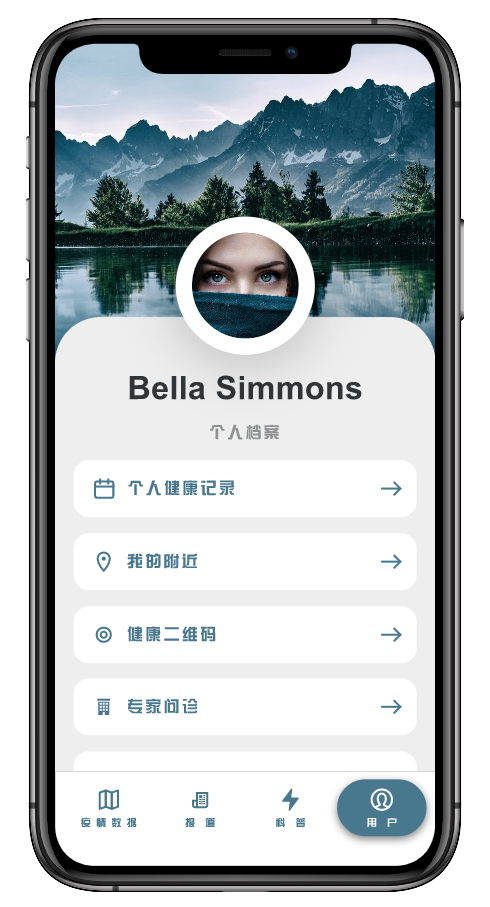 Bella Simmons
个人档案
个人健康记录
我的附近
健康二维码
专家问诊
疫情数据
报道
科普
用户